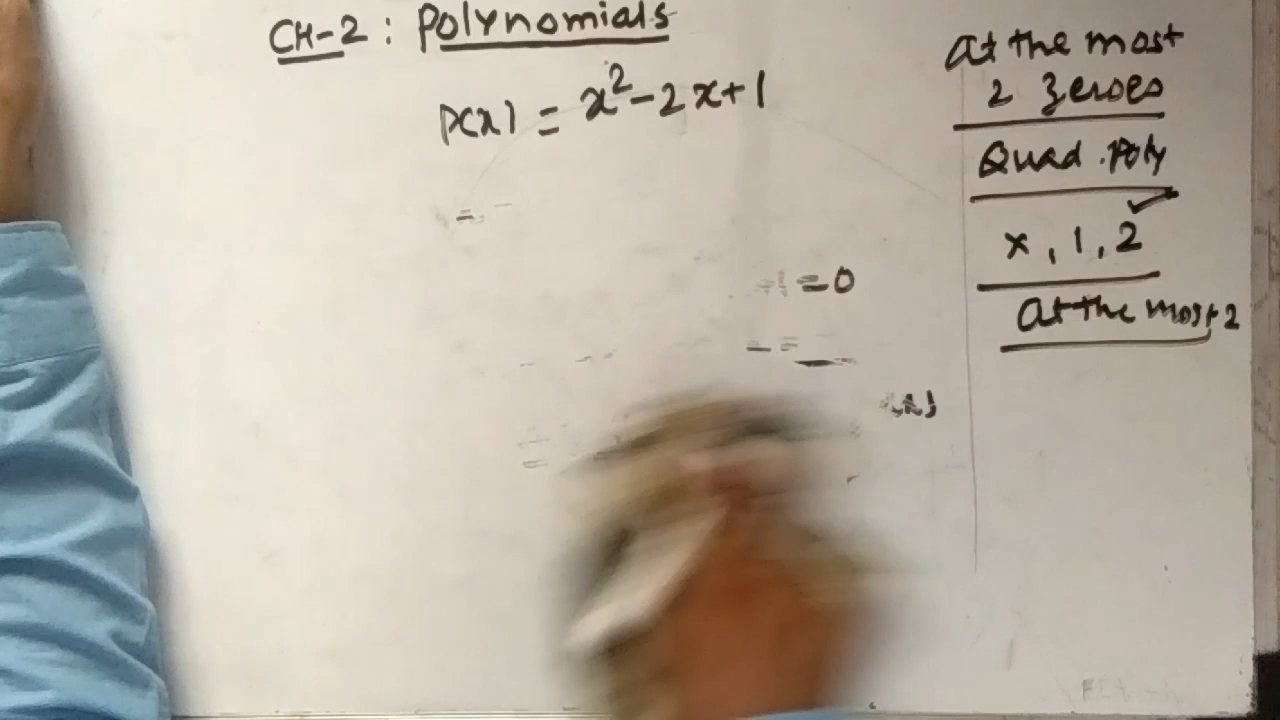 CH-2 : Polynomials
P(x) = x² - 2x + 1
= 0
at the most
2 zeroes
Quad. Poly
x, 1, 2 ✓
at the most 2